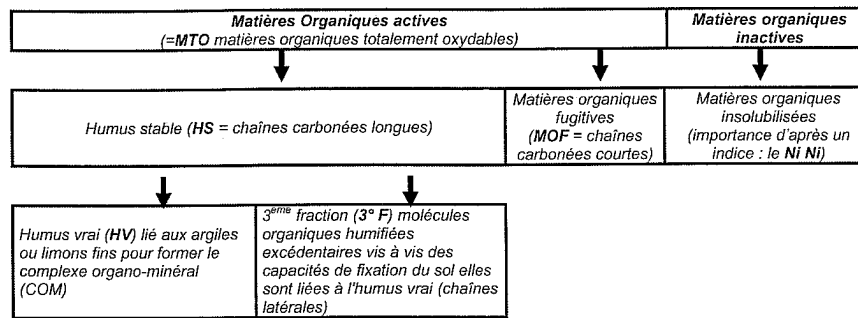 Matières Organiques actives
(=MTO matières organiques totalement oxydables)
Matières organiques
inactives
Humus stable (HS = chaînes carbonées longues)
Matières organiques
fugitives
(MOF = chaînes
carbonées courtes)
Matières organiques
insolubilisées
(importance d'après un
indice : le Ni Ni)
Humus vrai (HV) lié aux argiles
ou limons fins pour former le
complexe organo-minéral
(COM)
3eme fraction (3° F) molécules
organiques humifiées
excédentaires vis à vis des
capacités de fixation du sol elles
sont liées à l'humus vrai (chaînes
latérales)